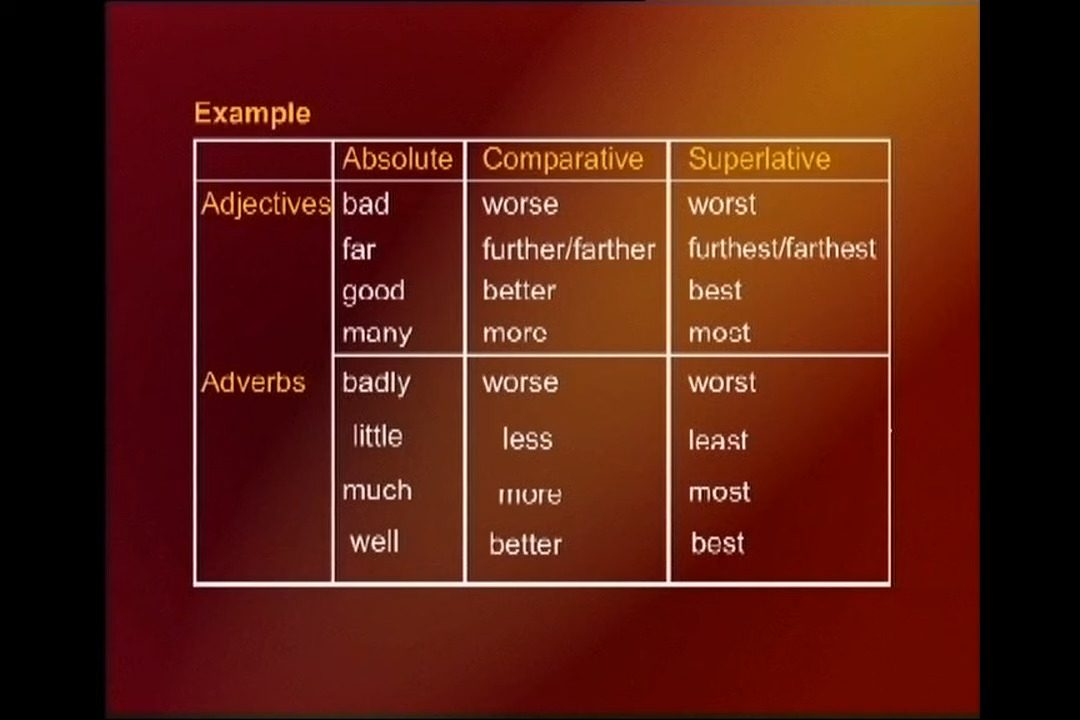 Example
Absolute Comparative Superlative
Adjectives bad worse worst
far further/farther furthest/farthest
good better best
many more most
Adverbs badly worse worst
little less least
much more most
well better best